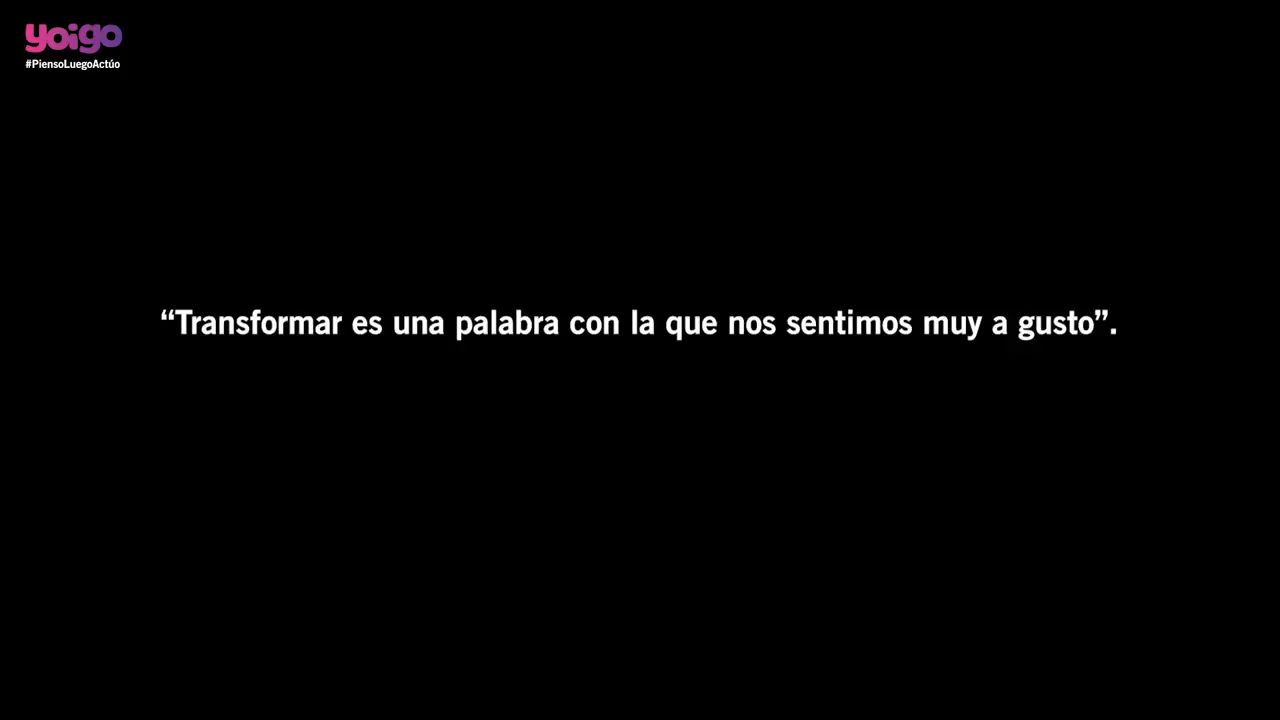 yoigo
#PiensoLuegoActúo
“Transformar es una palabra con la que nos sentimos muy a gusto”.